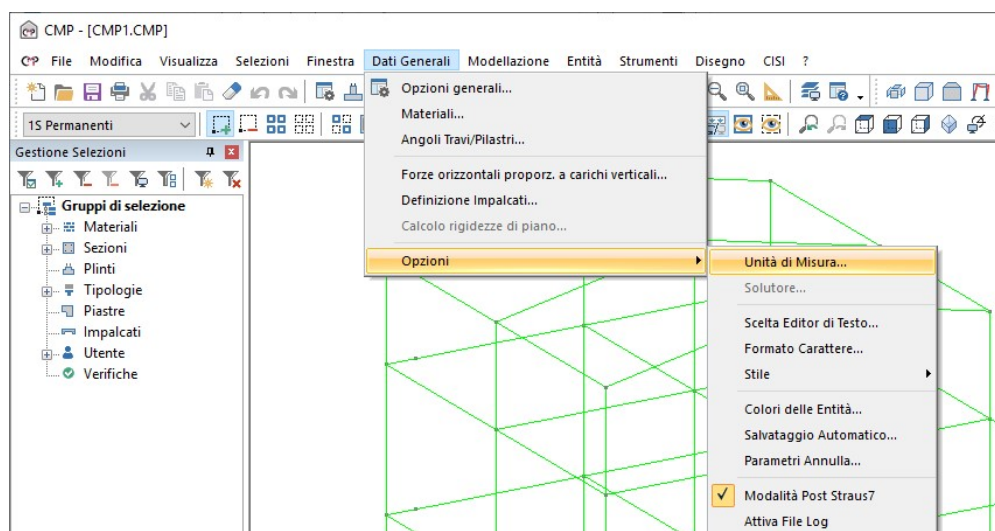 CMP - [CMP1.CMP]
File Modifica Visualizza Selezioni Finestra Dati Generali Modellazione Entità Strumenti Disegno CISI ?
1S Permanenti
Gestione Selezioni
Gruppi di selezione
Materiali
Sezioni
Plinti
Tipologie
Piastre
Impalcati
Utente
Verifiche
Opzioni generali...
Materiali...
Angoli Travi/Pilastri...
Forze orizzontali proporz. a carichi verticali...
Definizione Impalcati...
Calcolo rigidezze di piano...
Opzioni
Unità di Misura...
Solutore...
Scelta Editor di Testo...
Formato Carattere...
Stile
Colori delle Entità...
Salvataggio Automatico...
Parametri Annulla...
Modalità Post Straus7
Attiva File Log